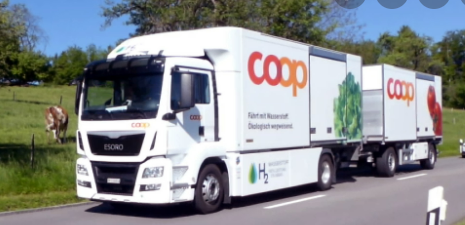 coop
coop
Fährt mit Wasserstoff.
Ökologisch wegweisend.
coop
coop
ESORO
H2